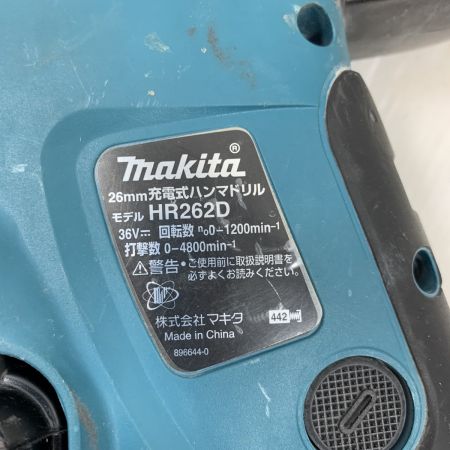 makita®
26mm充電式ハンマドリル
モデル HR262D
36V⎓ 回転数 n₀0-1200min-¹
打撃数 0-4800min-¹
⚠警告・ご使用前に取扱説明書を
必ずよくお読みください。
株式会社マキタ 442
Made in China
896644-0